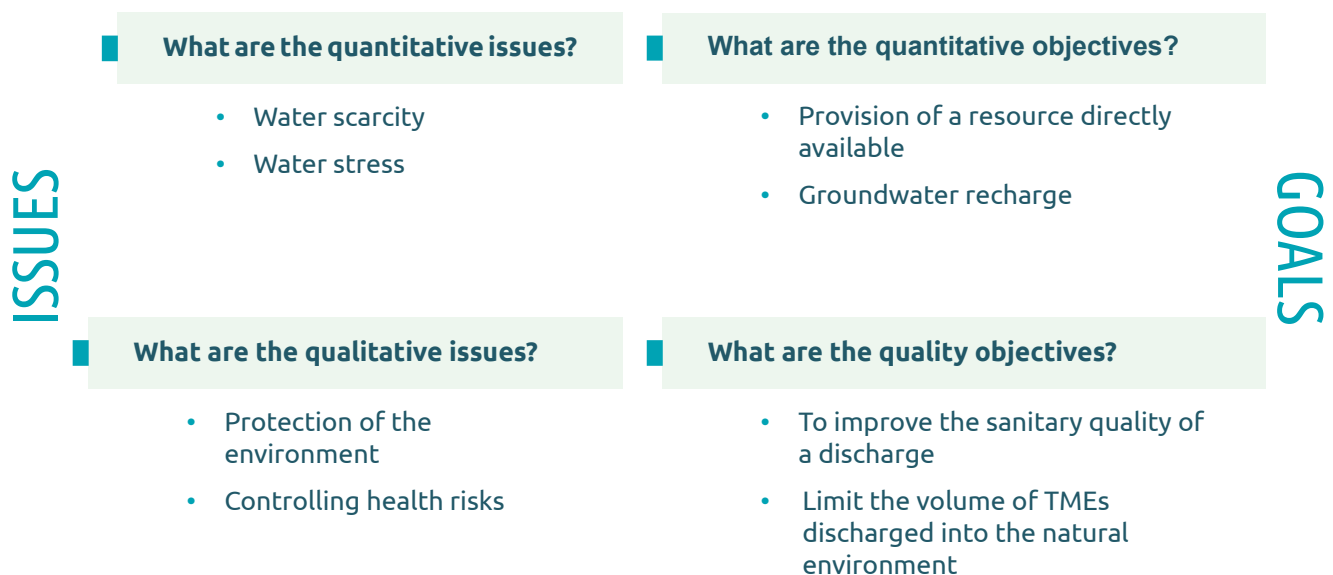 ISSUES
What are the quantitative issues?
• Water scarcity
• Water stress
What are the qualitative issues?
• Protection of the
environment
• Controlling health risks
What are the quantitative objectives?
• Provision of a resource directly
available
• Groundwater recharge
What are the quality objectives?
• To improve the sanitary quality of
a discharge
• Limit the volume of TMEs
discharged into the natural
environment
GOALS